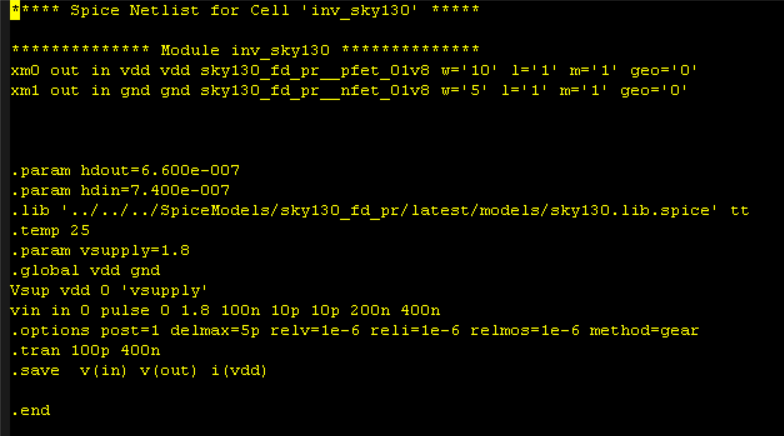 ***** Spice Netlist for Cell 'inv_sky130' *****
************** Module inv_sky130 **************
xm0 out in vdd vdd sky130_fd_pr__pfet_01v8 w='10' l='1' m='1' geo='0'
xm1 out in gnd gnd sky130_fd_pr__nfet_01v8 w='5' l='1' m='1' geo='0'
.param hdout=6.600e-007
.param hdin=7.400e-007
.lib '../../../SpiceModels/sky130_fd_pr/latest/models/sky130.lib.spice' tt
.temp 25
.param vsupply=1.8
.global vdd gnd
Vsup vdd 0 'vsupply'
vin in 0 pulse 0 1.8 100n 10p 10p 200n 400n
.options post=1 delmax=5p relv=1e-6 reli=1e-6 relmos=1e-6 method=gear
.tran 100p 400n
.save  v(in) v(out) i(vdd)
.end